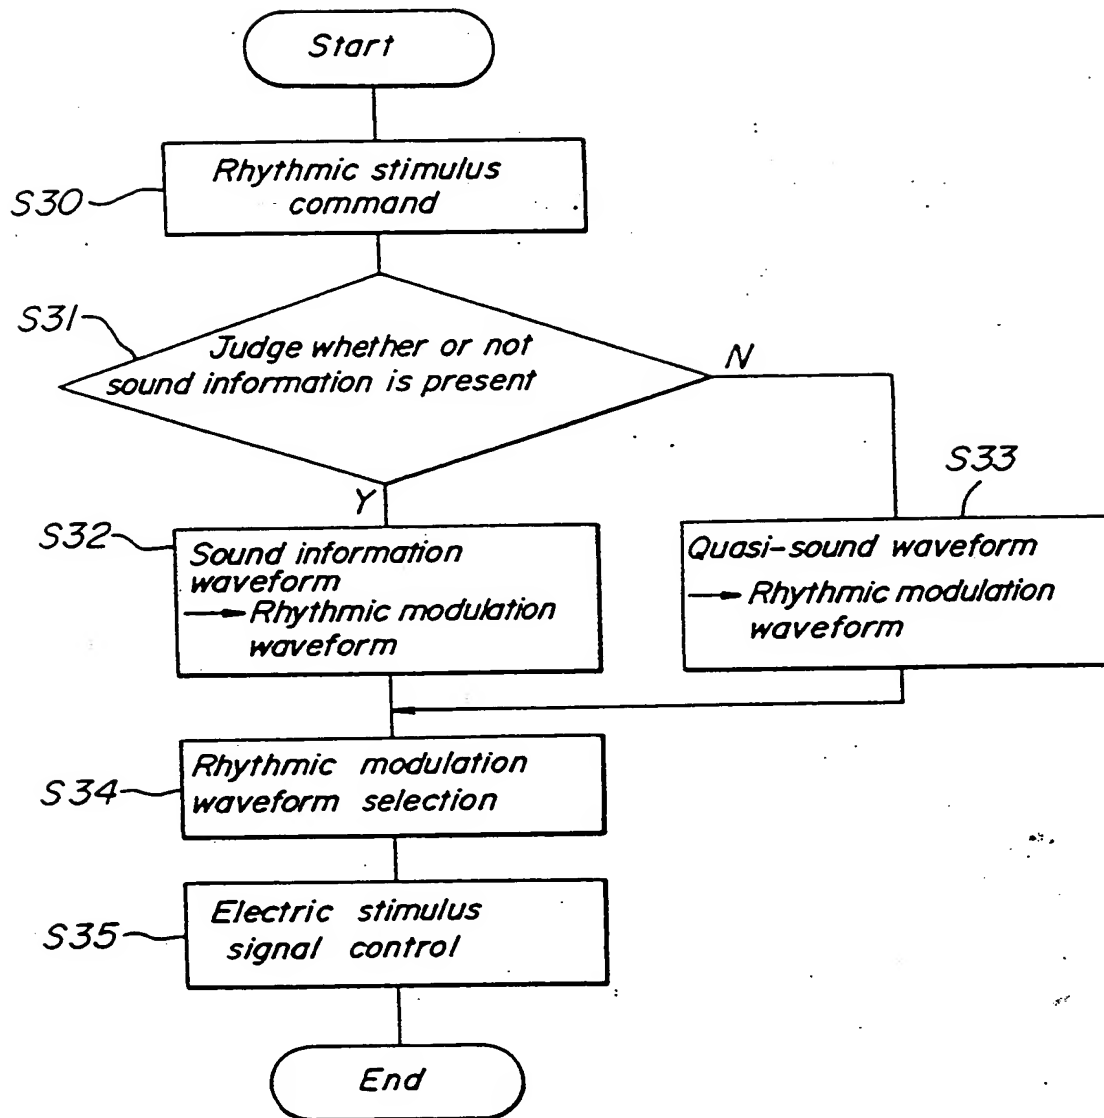 Start
Rhythmic stimulus
command
S30
S31
Judge whether or not
sound information is present
N
Y
S33
S32
Sound information
waveform
→ Rhythmic modulation
waveform
Quasi-sound waveform
→ Rhythmic modulation
waveform
S34
Rhythmic modulation
waveform selection
S35
Electric stimulus
signal control
End